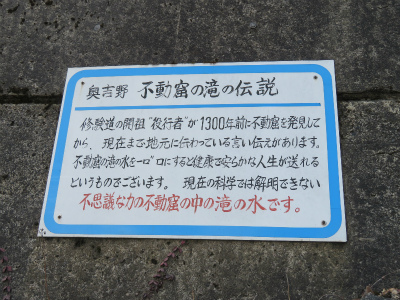 奥吉野 不動窟の滝の伝説
修験道の開祖"役行者"が1300年前に不動窟を発見して
から、現在まで地元に伝わっている言い伝えがあります。
不動窟の滝の水を一口口にすると健康で安らかな人生が送れる
というものでございます。 現在の科学では解明できない
不思議な力の不動窟の中の滝の水です。